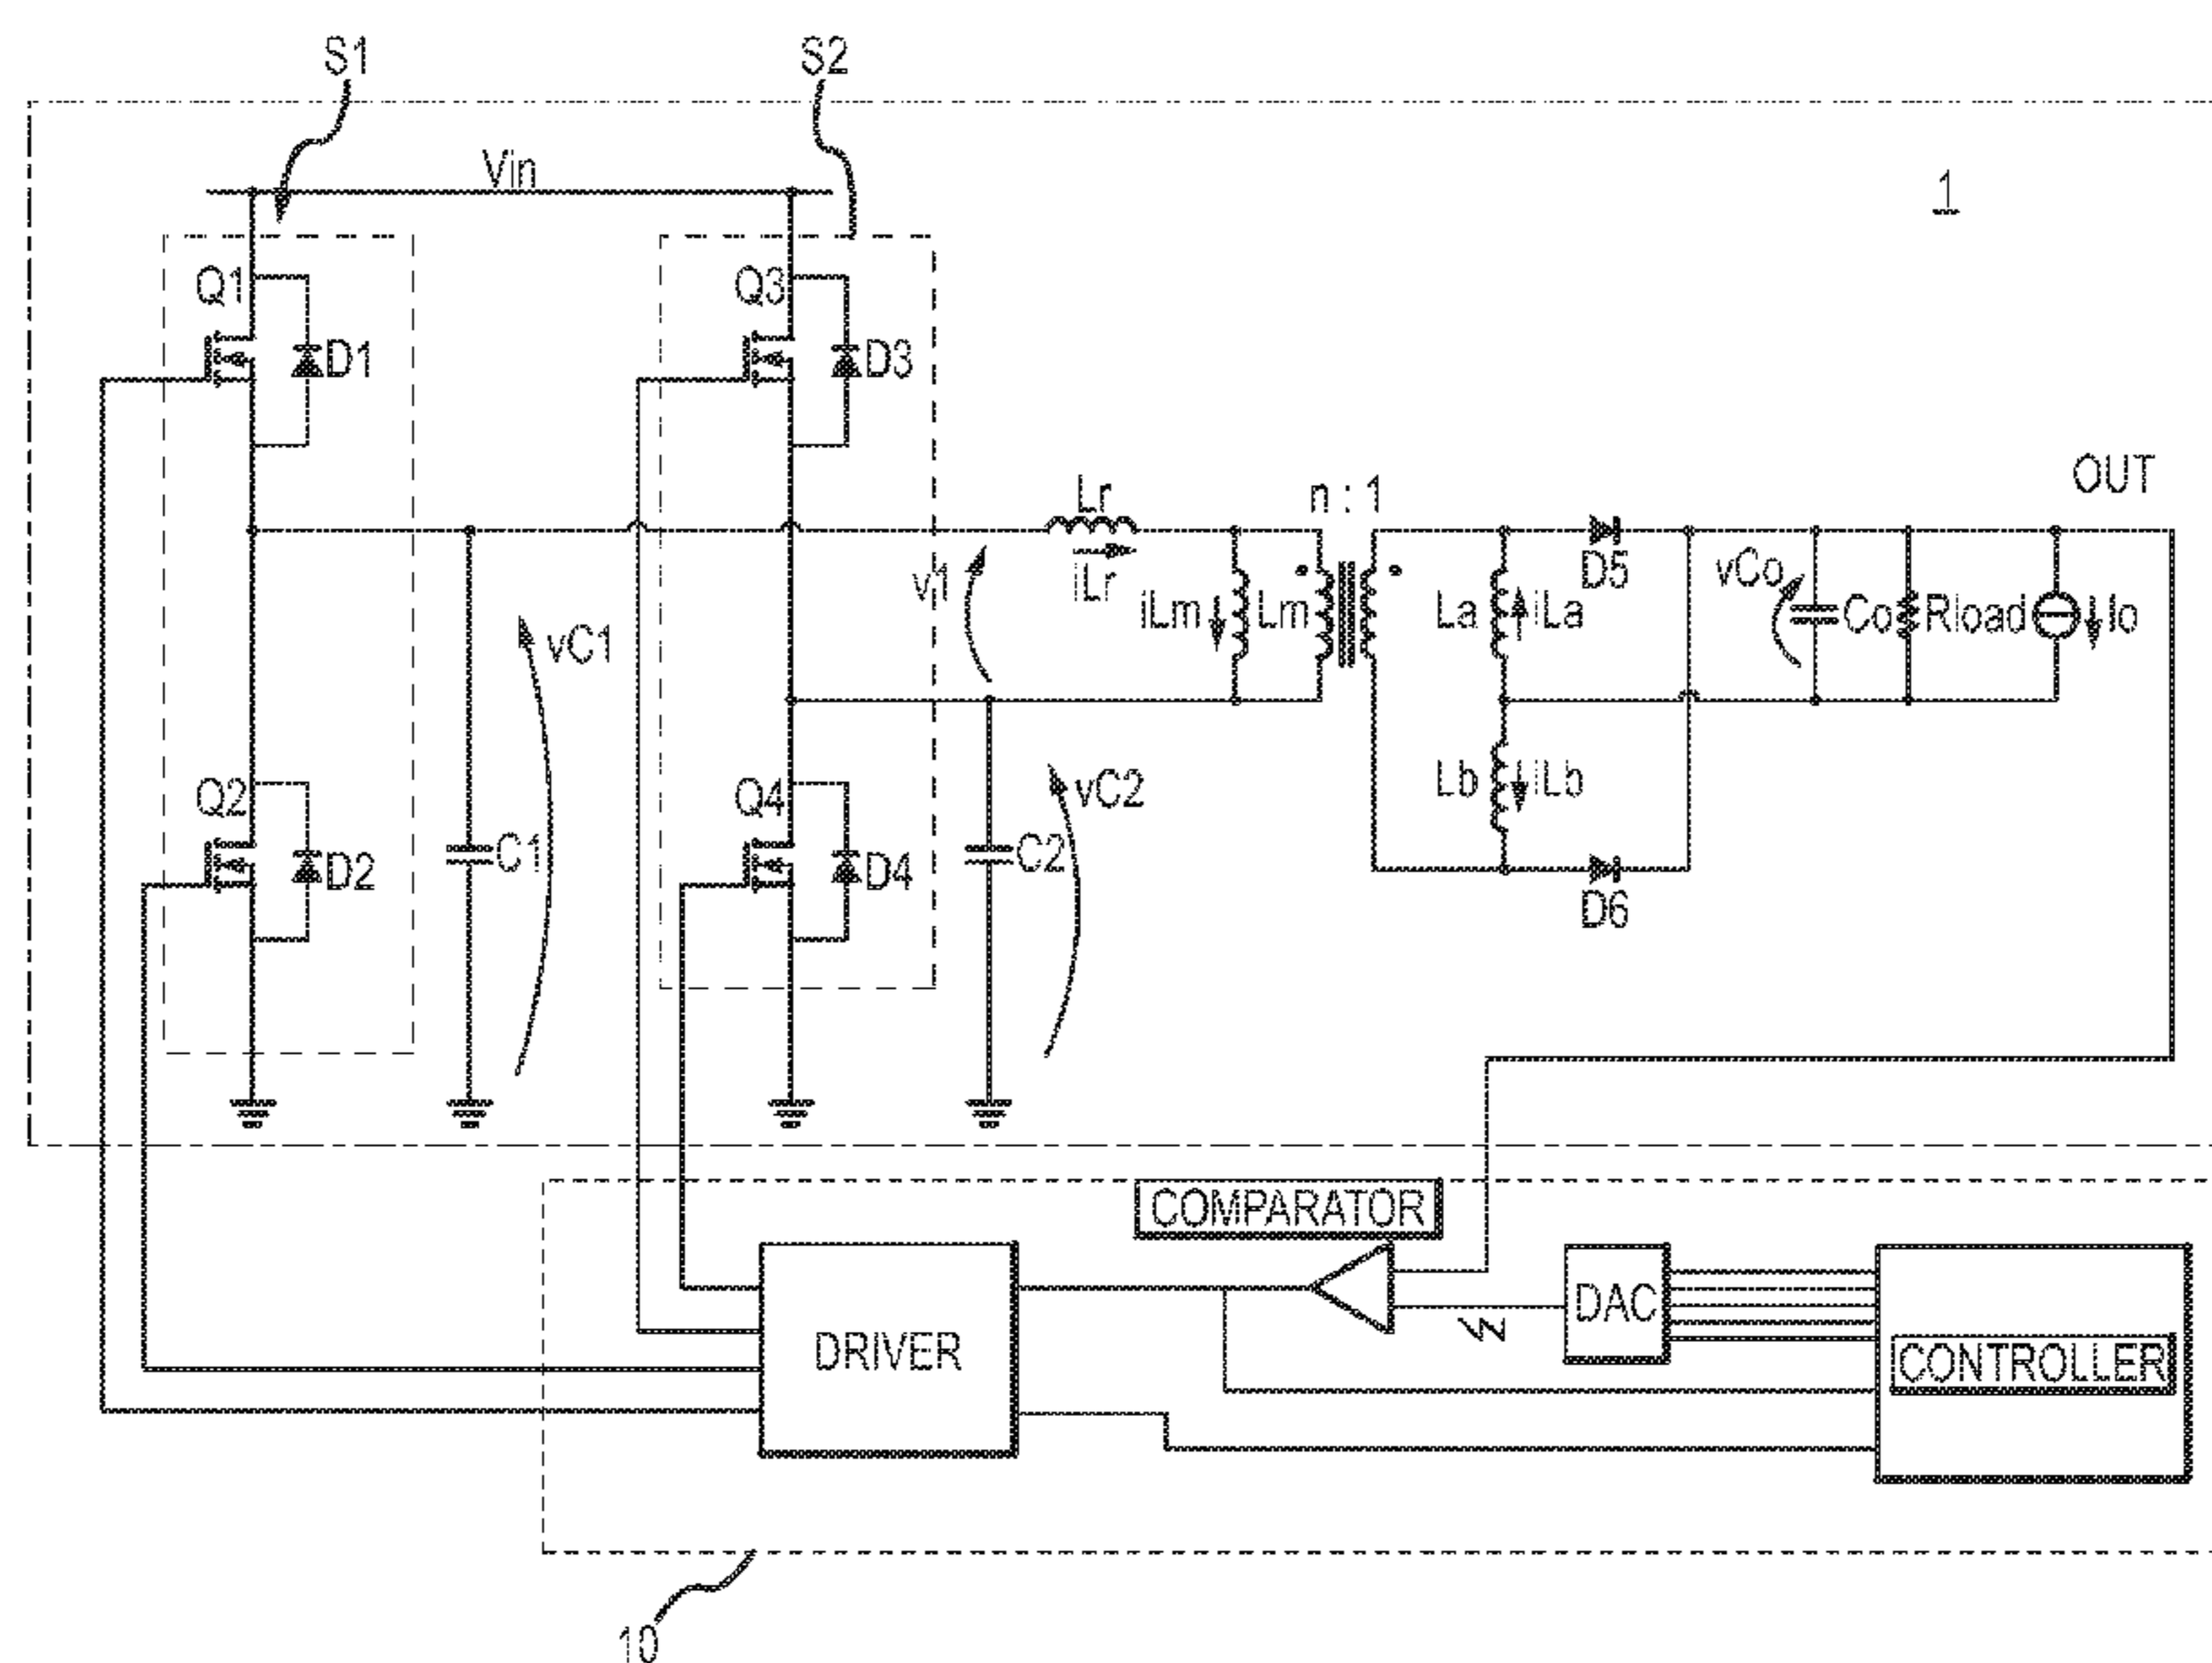 S1
S2
Vin
1
Q1
D1
Q3
D3
OUT
Lr
n : 1
v1
iLr
D5
vCo
vC1
iLm
Lm
La
iLa
Co
Rload
Io
Q2
D2
C1
Q4
D4
C2
vC2
Lb
iLb
D6
COMPARATOR
DRIVER
DAC
CONTROLLER
10